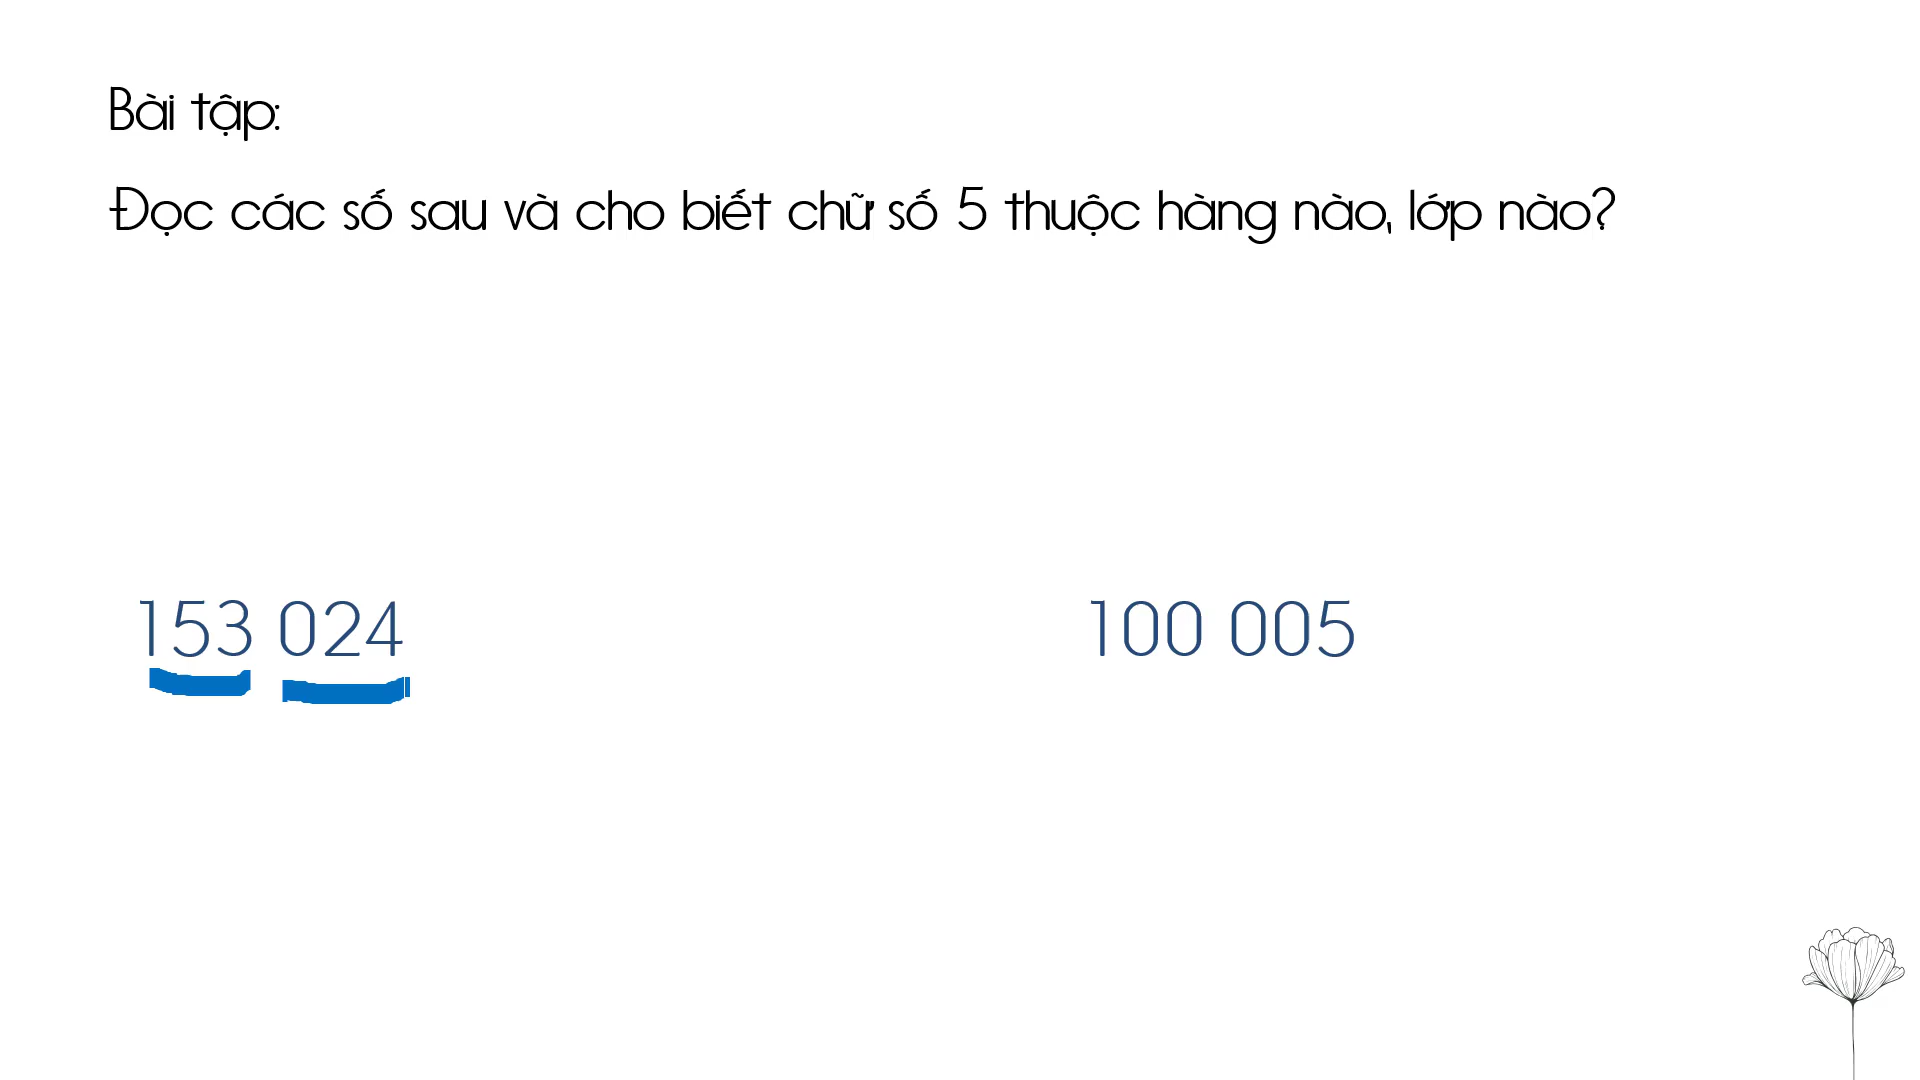 Bài tập:
Đọc các số sau và cho biết chữ số 5 thuộc hàng nào, lớp nào?
153 024
100 005